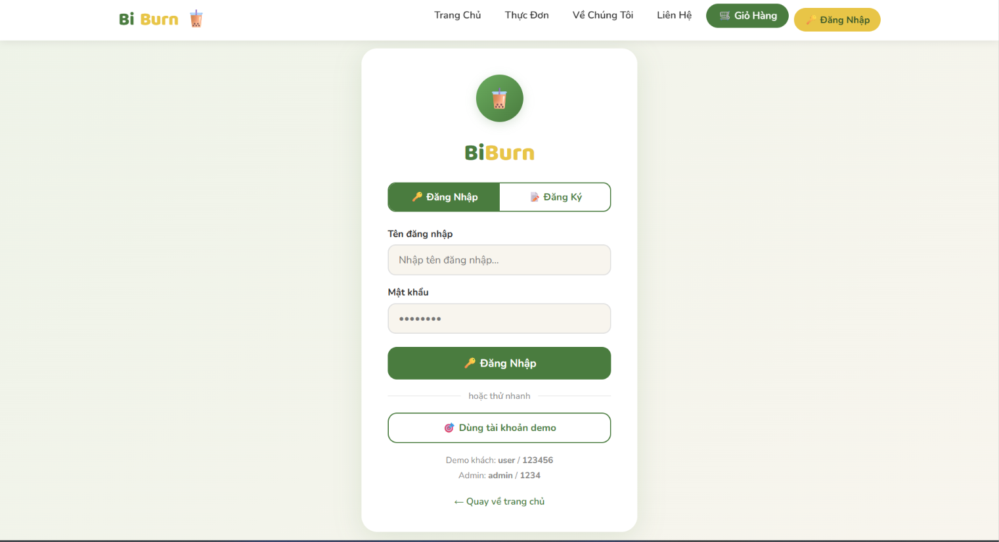 Bi Burn
Trang Chủ
Thực Đơn
Về Chúng Tôi
Liên Hệ
Giỏ Hàng
Đăng Nhập
BiBurn
Đăng Nhập
Đăng Ký
Tên đăng nhập
Nhập tên đăng nhập...
Mật khẩu
••••••••
Đăng Nhập
hoặc thử nhanh
Dùng tài khoản demo
Demo khách: user / 123456
Admin: admin / 1234
← Quay về trang chủ